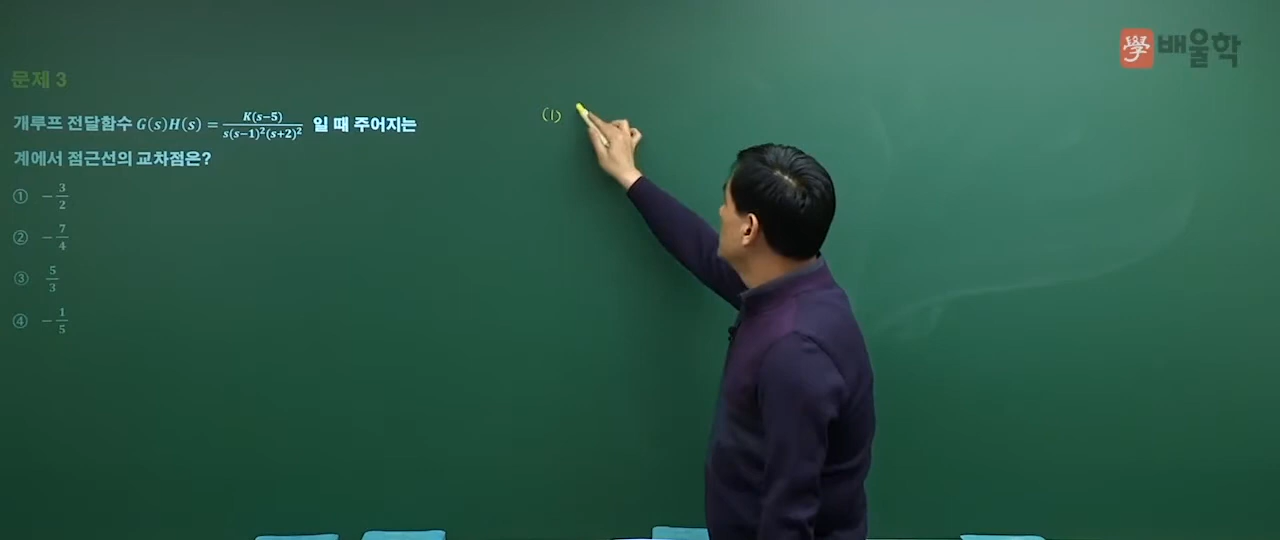 學 배울학
문제 3
개루프 전달함수 G(s)H(s) = K(s-5) / s(s-1)²(s+2)² 일 때 주어지는
계에서 점근선의 교차점은?
① -3/2
② -7/4
③ 5/3
④ -1/5
(1)